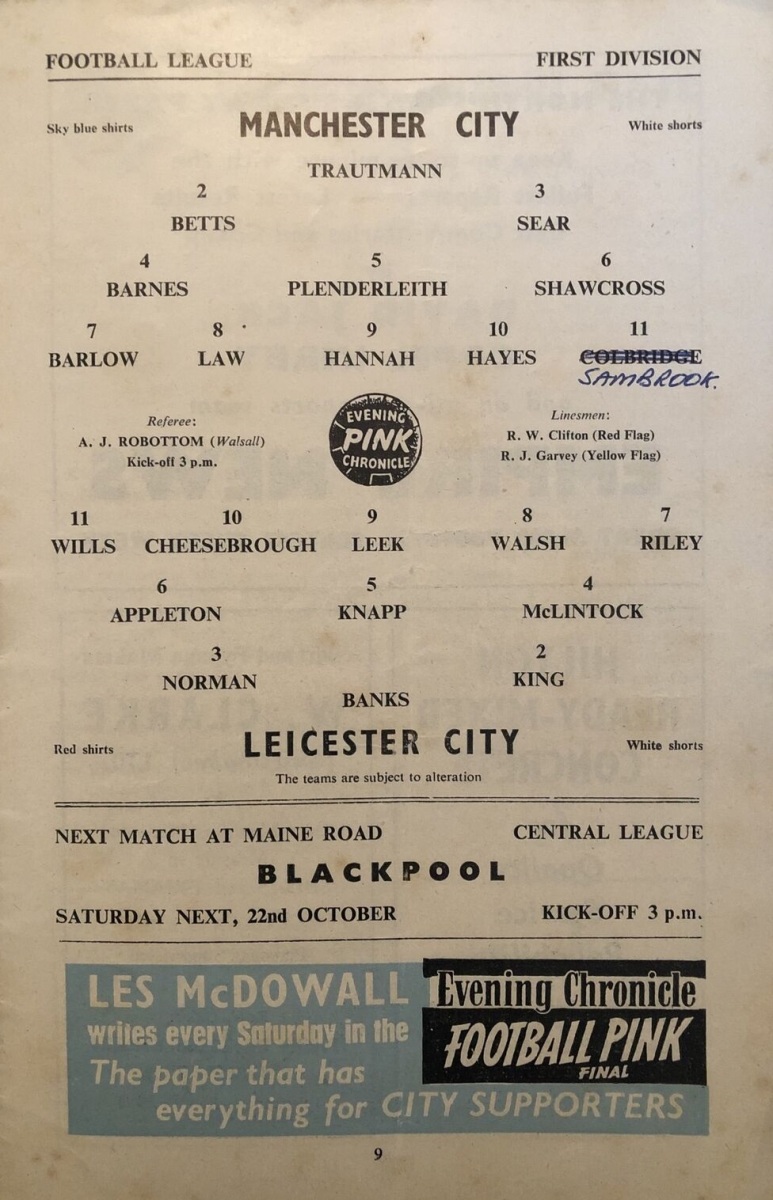 FOOTBALL LEAGUE FIRST DIVISION
Sky blue shirts MANCHESTER CITY White shorts
TRAUTMANN
2 3
BETTS SEAR
4 5 6
BARNES PLENDERLEITH SHAWCROSS
7 8 9 10 11
BARLOW LAW HANNAH HAYES COLBRIDGE
SAMBROOK.
Referee:
A. J. ROBOTTOM (Walsall)
Kick-off 3 p.m.
EVENING
PINK
CHRONICLE
Linesmen:
R. W. Clifton (Red Flag)
R. J. Garvey (Yellow Flag)
11 10 9 8 7
WILLS CHEESEBROUGH LEEK WALSH RILEY
6 5 4
APPLETON KNAPP McLINTOCK
3 2
NORMAN KING
BANKS
Red shirts LEICESTER CITY White shorts
The teams are subject to alteration
NEXT MATCH AT MAINE ROAD CENTRAL LEAGUE
BLACKPOOL
SATURDAY NEXT, 22nd OCTOBER KICK-OFF 3 p.m.
LES McDOWALL
writes every Saturday in the
Evening Chronicle
FOOTBALL PINK
FINAL
The paper that has
everything for CITY SUPPORTERS
9